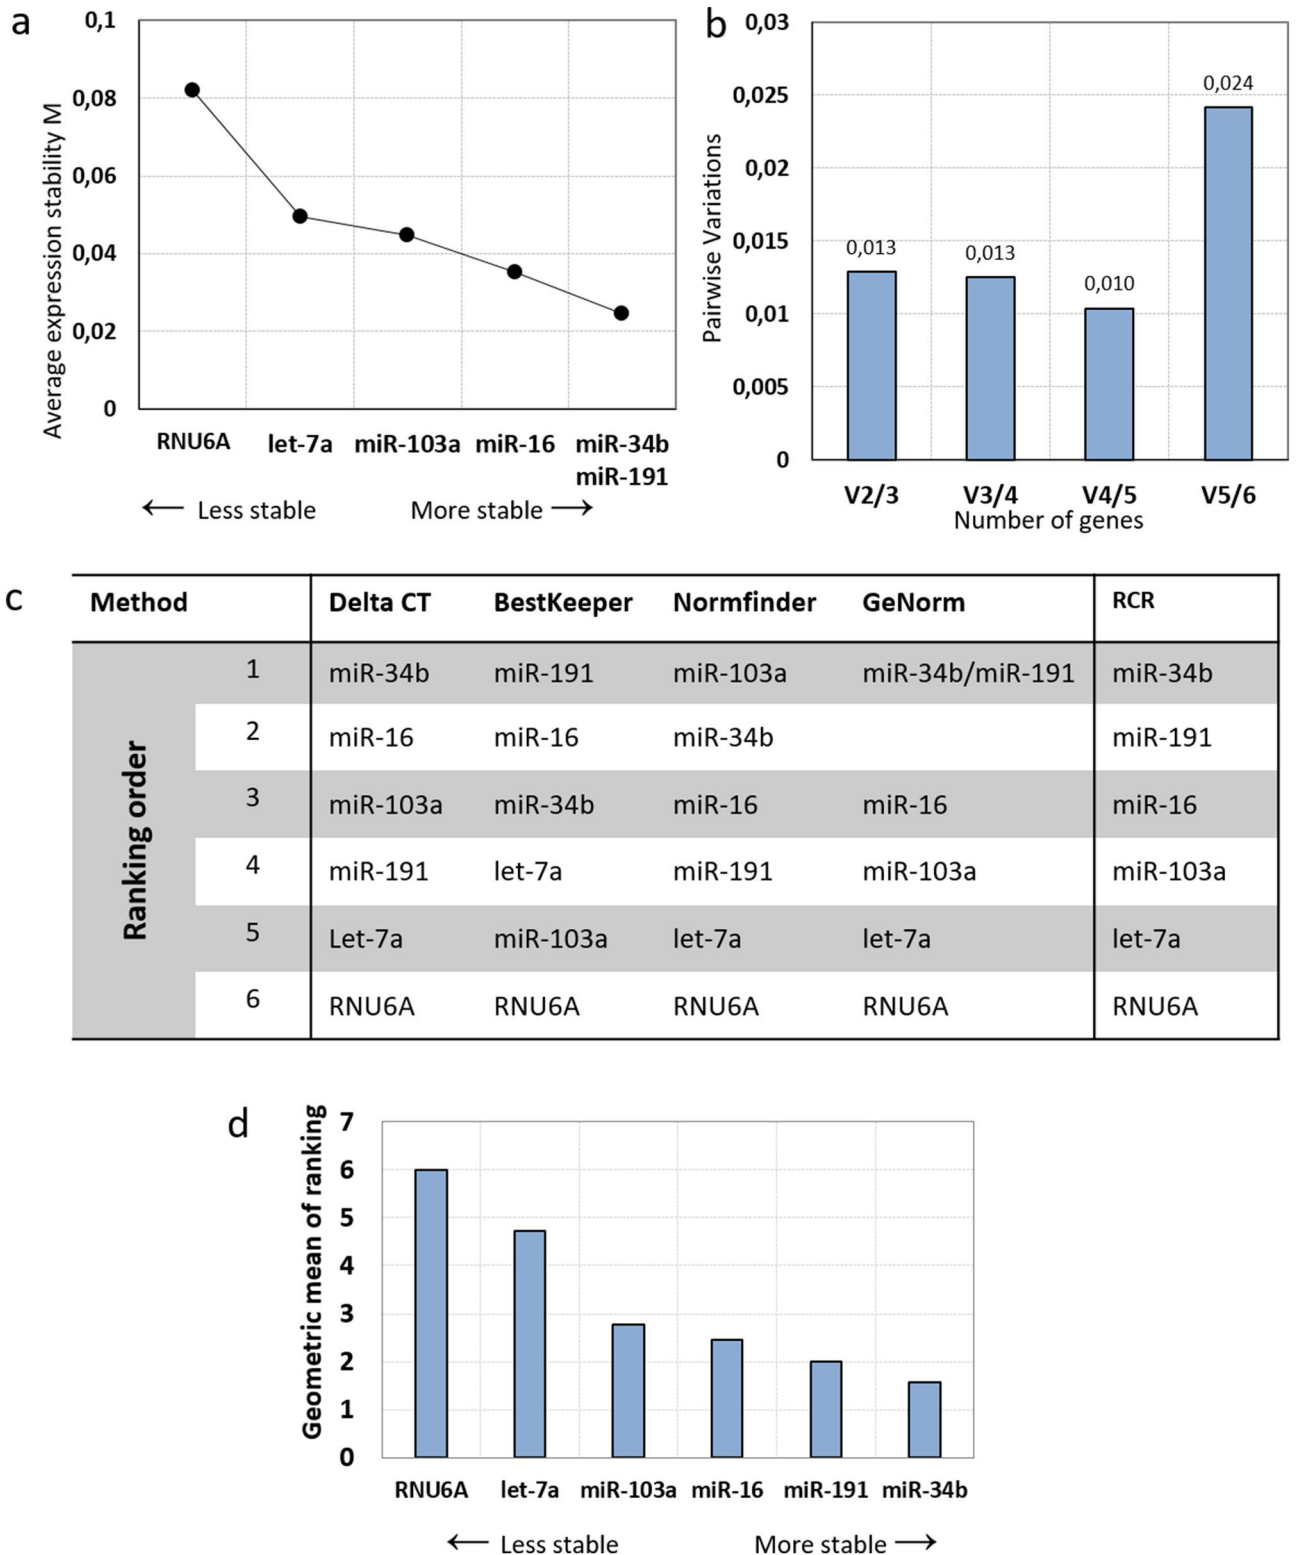 a
0,1
0,08
0,06
0,04
0,02
0
Average expression stability M
RNU6A let-7a miR-103a miR-16 miR-34b
miR-191
← Less stable More stable →
b
0,03
0,025
0,02
0,015
0,01
0,005
0
Pairwise Variations
0,013 0,013 0,010 0,024
V2/3 V3/4 V4/5 V5/6
Number of genes
c
Method Delta CT BestKeeper Normfinder GeNorm RCR
Ranking order
1 miR-34b miR-191 miR-103a miR-34b/miR-191 miR-34b
2 miR-16 miR-16 miR-34b miR-191
3 miR-103a miR-34b miR-16 miR-16 miR-16
4 miR-191 let-7a miR-191 miR-103a miR-103a
5 Let-7a miR-103a let-7a let-7a let-7a
6 RNU6A RNU6A RNU6A RNU6A RNU6A
d
7
6
5
4
3
2
1
0
Geometric mean of ranking
RNU6A let-7a miR-103a miR-16 miR-191 miR-34b
← Less stable More stable →